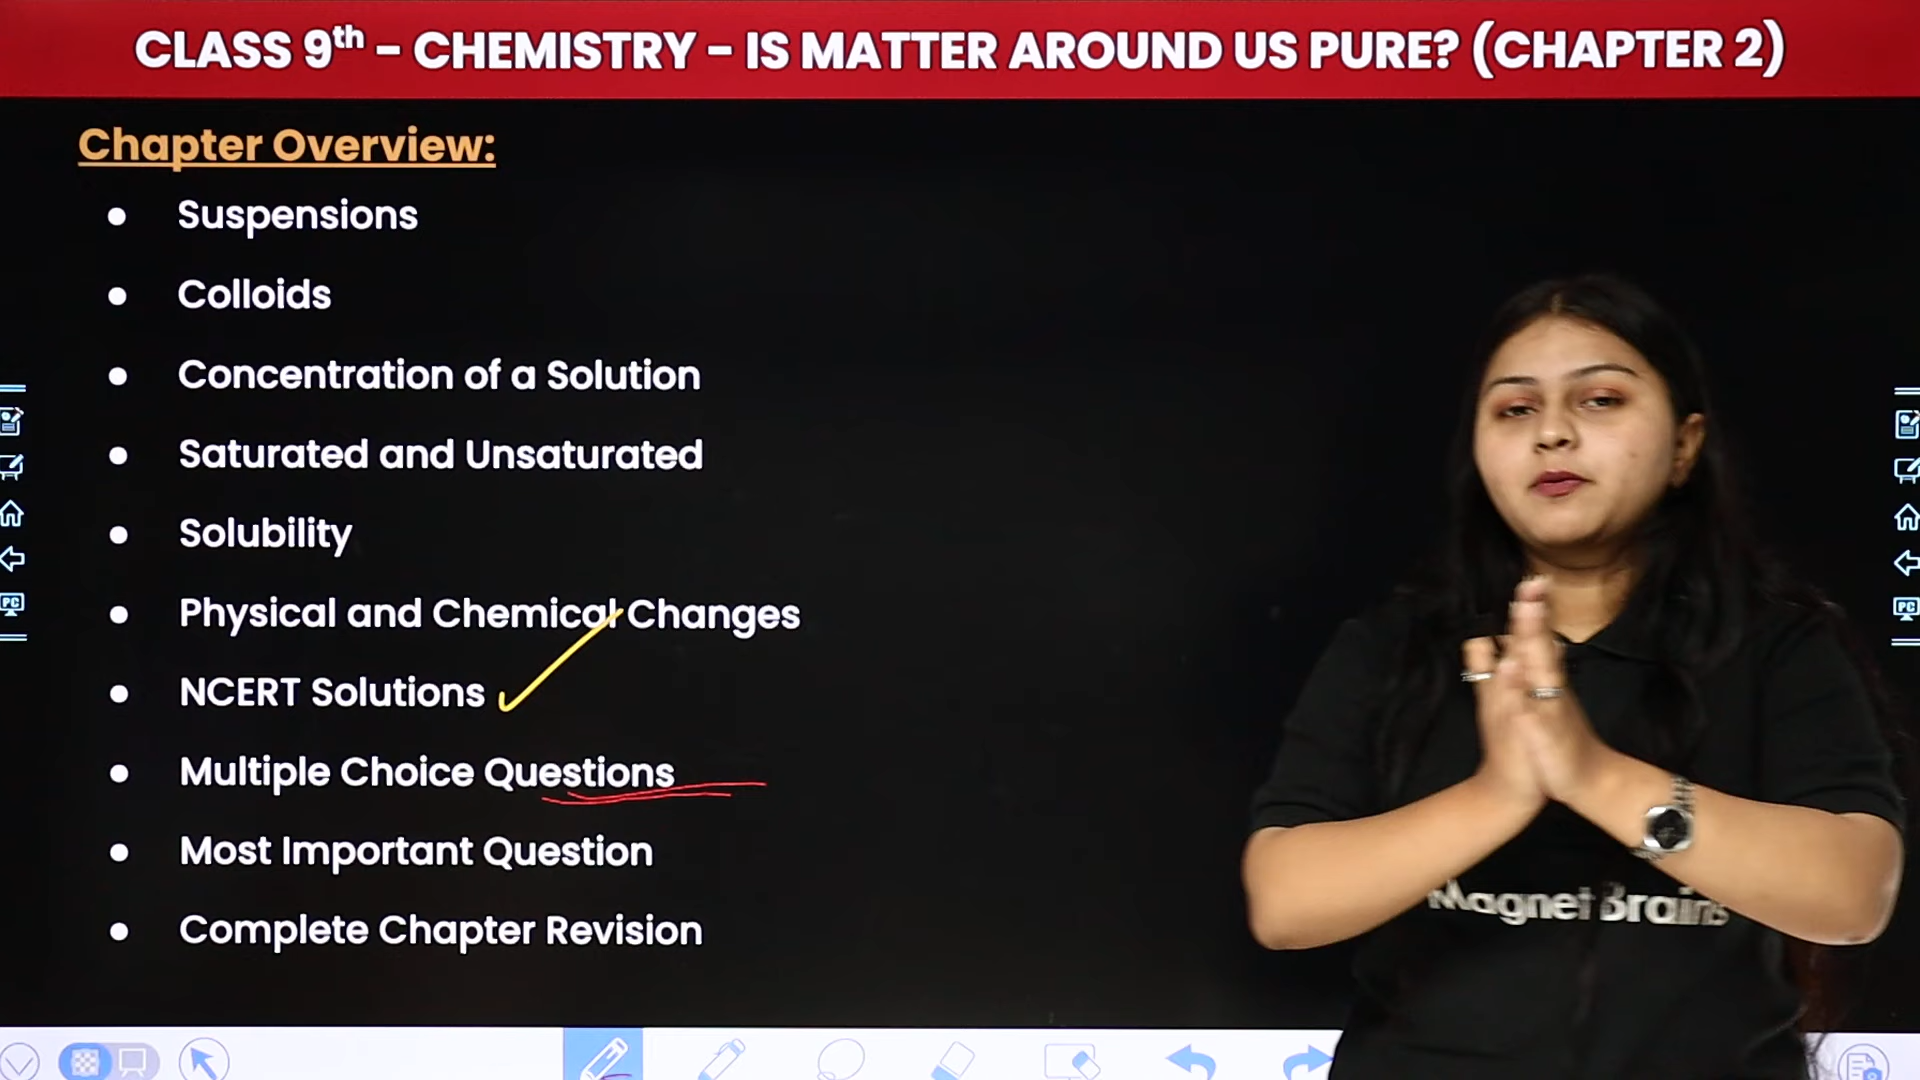 CLASS 9th - CHEMISTRY - IS MATTER AROUND US PURE? (CHAPTER 2)
Chapter Overview:
● Suspensions
● Colloids
● Concentration of a Solution
● Saturated and Unsaturated
● Solubility
● Physical and Chemical Changes
● NCERT Solutions
● Multiple Choice Questions
● Most Important Question
● Complete Chapter Revision
Magnet Brains
PC
PC